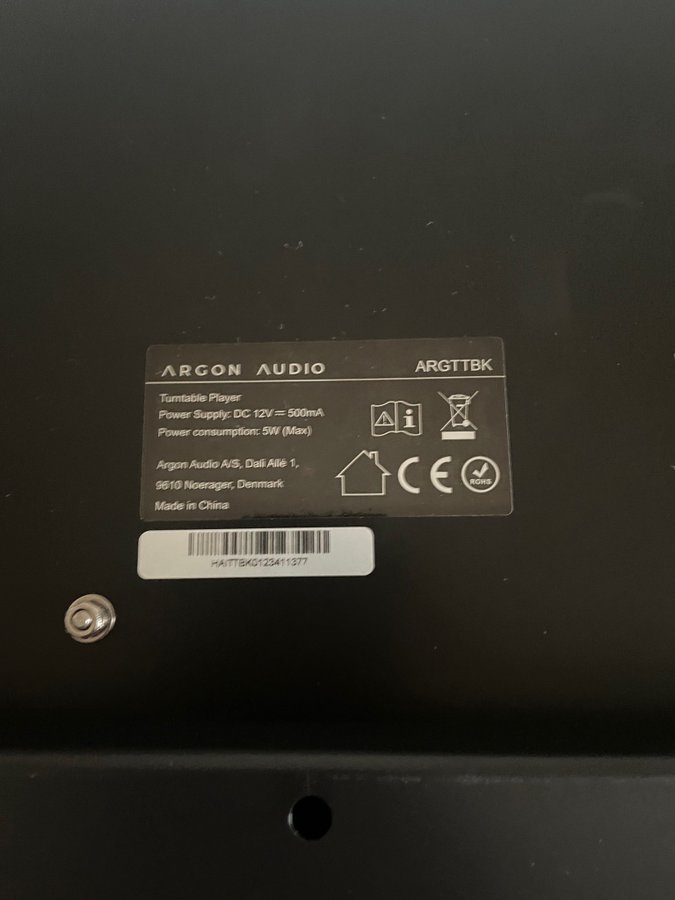 ARGON AUDIO ARGTTBK
Turntable Player
Power Supply: DC 12V⎓500mA
Power consumption: 5W (Max)
Argon Audio A/S, Dali Allé 1,
9610 Noerager, Denmark
Made in China
i
CE
ROHS
HAITTBK0123411377